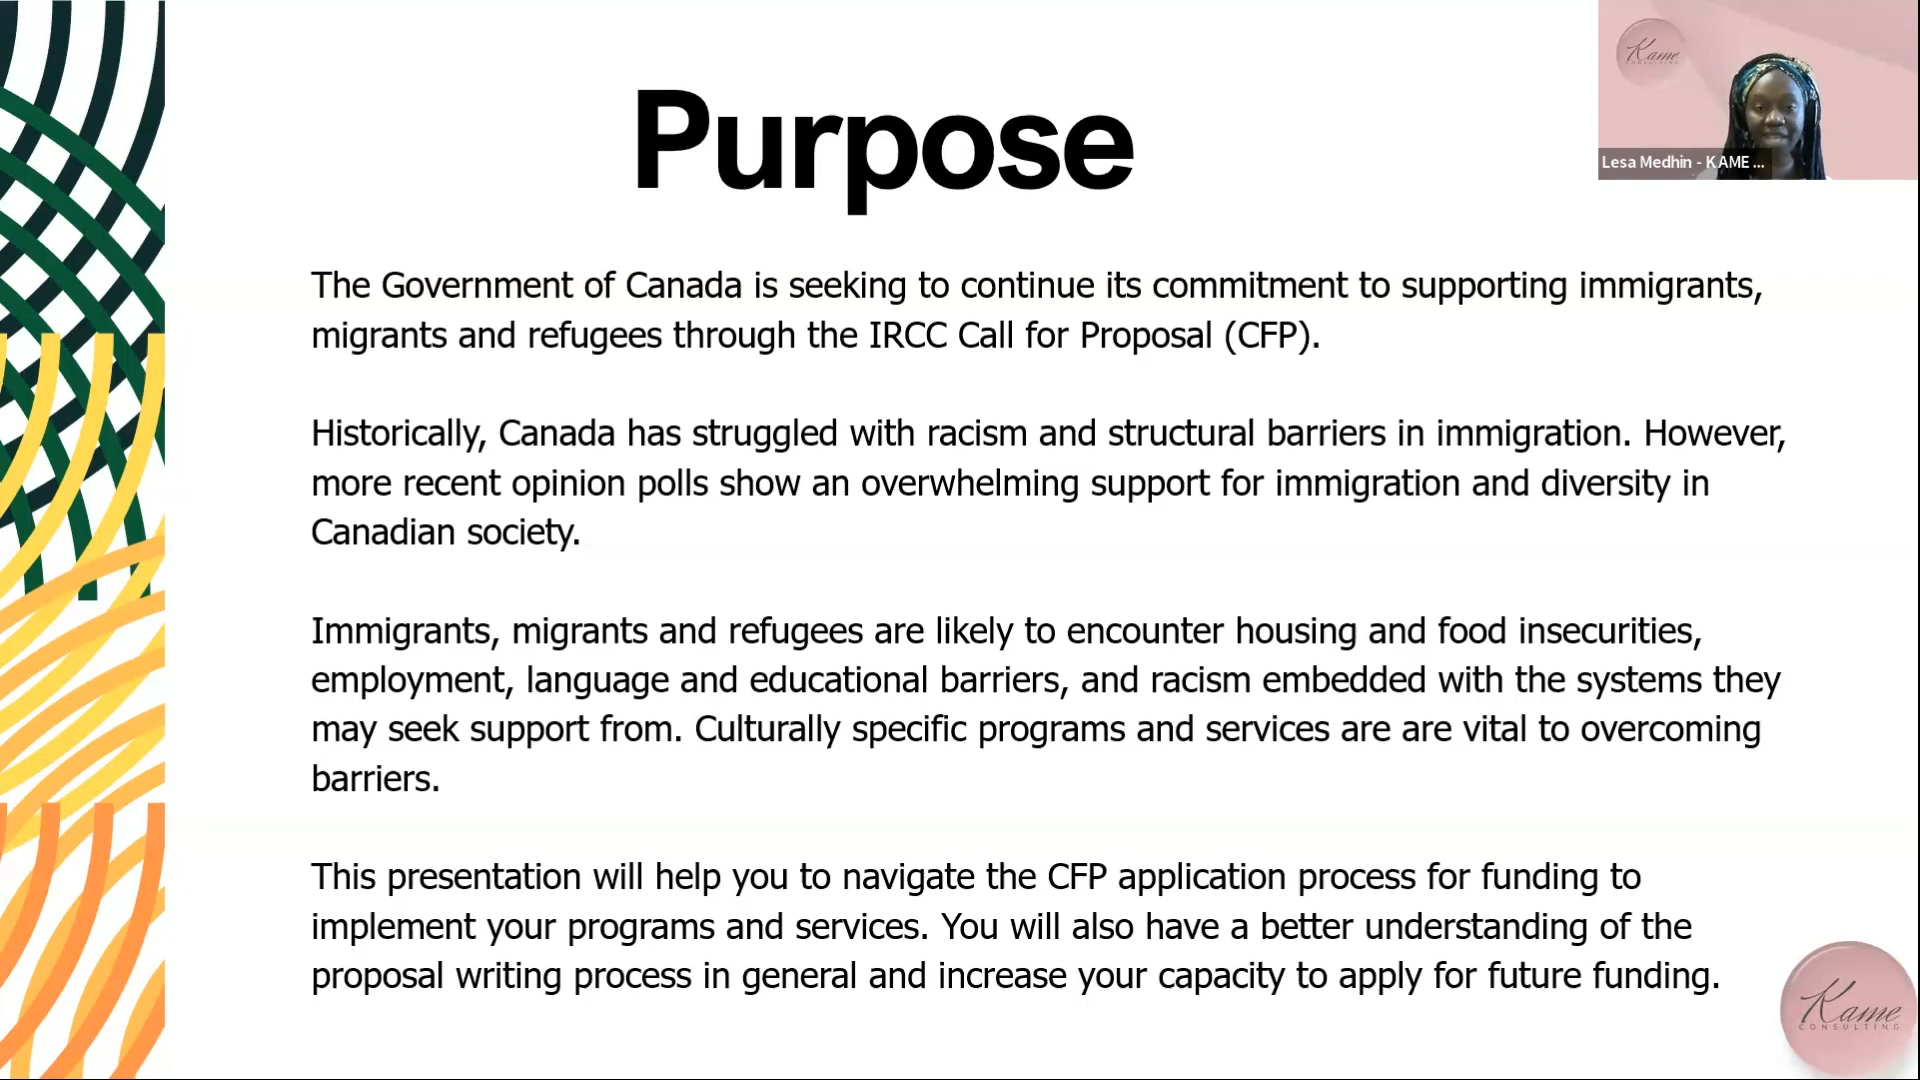 Purpose
Kame
CONSULTING
Lesa Medhin - KAME ...
The Government of Canada is seeking to continue its commitment to supporting immigrants,
migrants and refugees through the IRCC Call for Proposal (CFP).
Historically, Canada has struggled with racism and structural barriers in immigration. However,
more recent opinion polls show an overwhelming support for immigration and diversity in
Canadian society.
Immigrants, migrants and refugees are likely to encounter housing and food insecurities,
employment, language and educational barriers, and racism embedded with the systems they
may seek support from. Culturally specific programs and services are are vital to overcoming
barriers.
This presentation will help you to navigate the CFP application process for funding to
implement your programs and services. You will also have a better understanding of the
proposal writing process in general and increase your capacity to apply for future funding.
Kame
CONSULTING